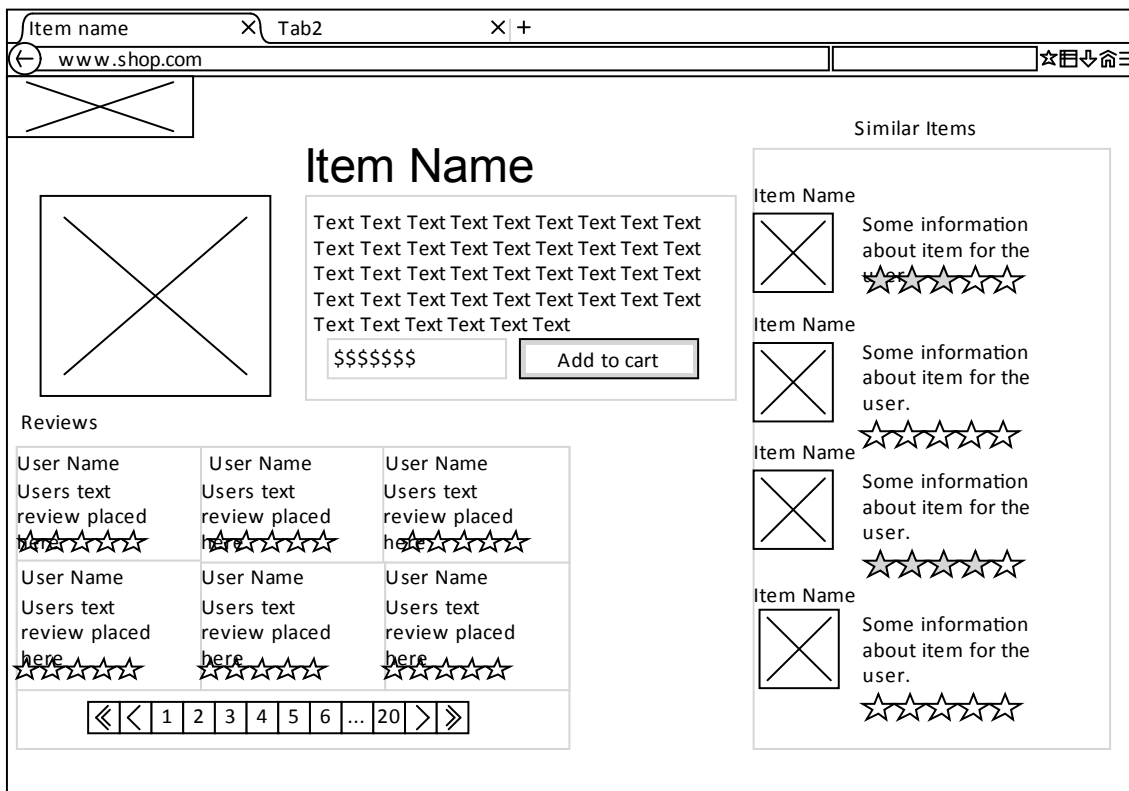 Item name
Tab2
www.shop.com
Similar Items
Item Name
Text Text Text Text Text Text Text Text Text
Text Text Text Text Text Text Text Text Text
Text Text Text Text Text Text Text Text Text
Text Text Text Text Text Text Text Text Text
Text Text Text Text Text Text
$$$$$$$
Add to cart
Item Name
Some information
about item for the
user.
Item Name
Some information
about item for the
user.
Item Name
Some information
about item for the
user.
Item Name
Some information
about item for the
user.
Reviews
User Name
Users text
review placed
here
User Name
Users text
review placed
here
User Name
Users text
review placed
here
User Name
Users text
review placed
here
User Name
Users text
review placed
here
User Name
Users text
review placed
here
1 2 3 4 5 6 ... 20